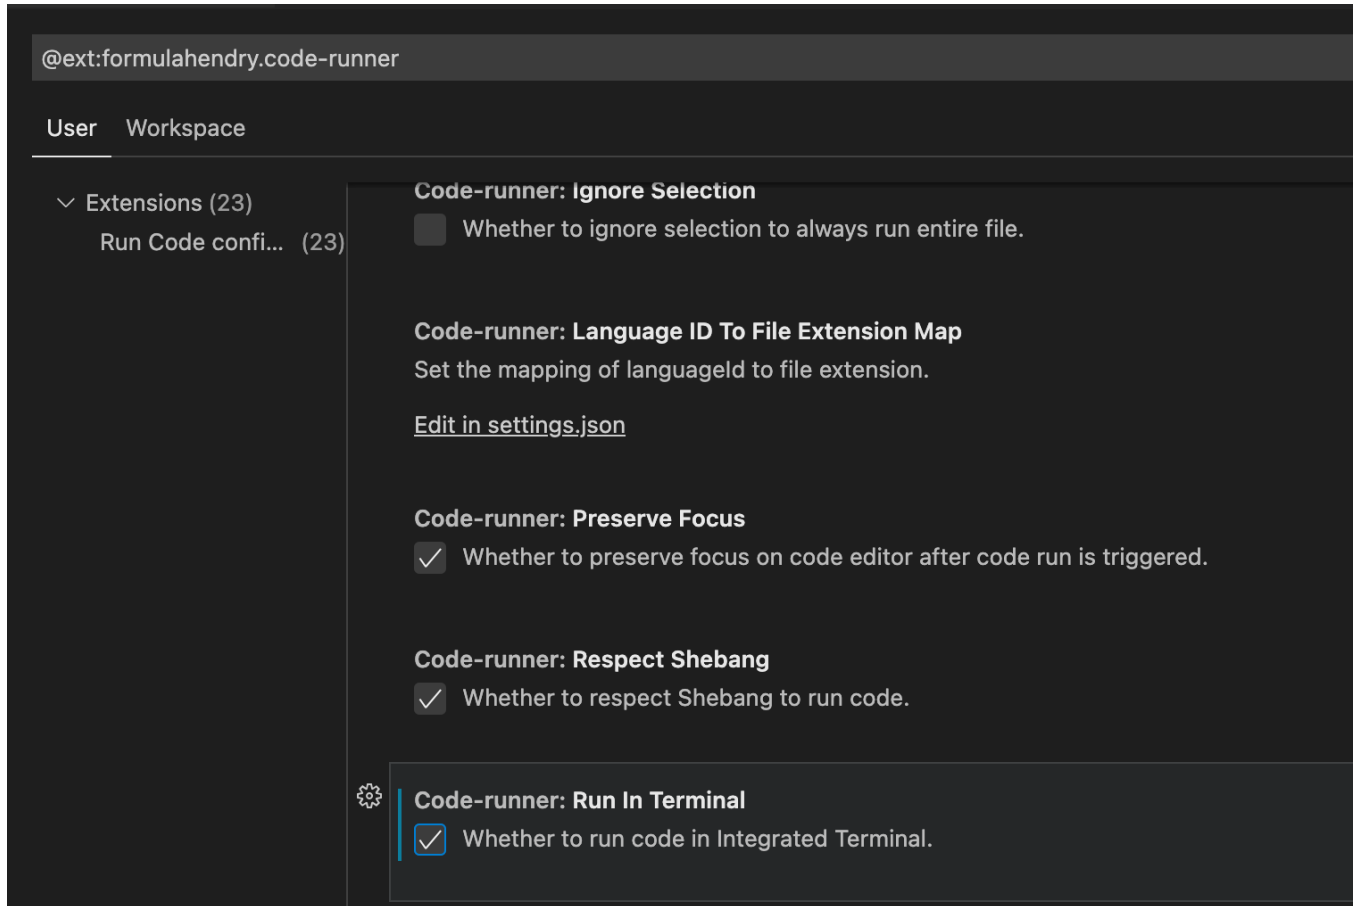 @ext:formulahendry.code-runner
User Workspace
Extensions (23)
Run Code confi... (23)
Code-runner: Ignore Selection
Whether to ignore selection to always run entire file.
Code-runner: Language ID To File Extension Map
Set the mapping of languageId to file extension.
Edit in settings.json
Code-runner: Preserve Focus
Whether to preserve focus on code editor after code run is triggered.
Code-runner: Respect Shebang
Whether to respect Shebang to run code.
Code-runner: Run In Terminal
Whether to run code in Integrated Terminal.